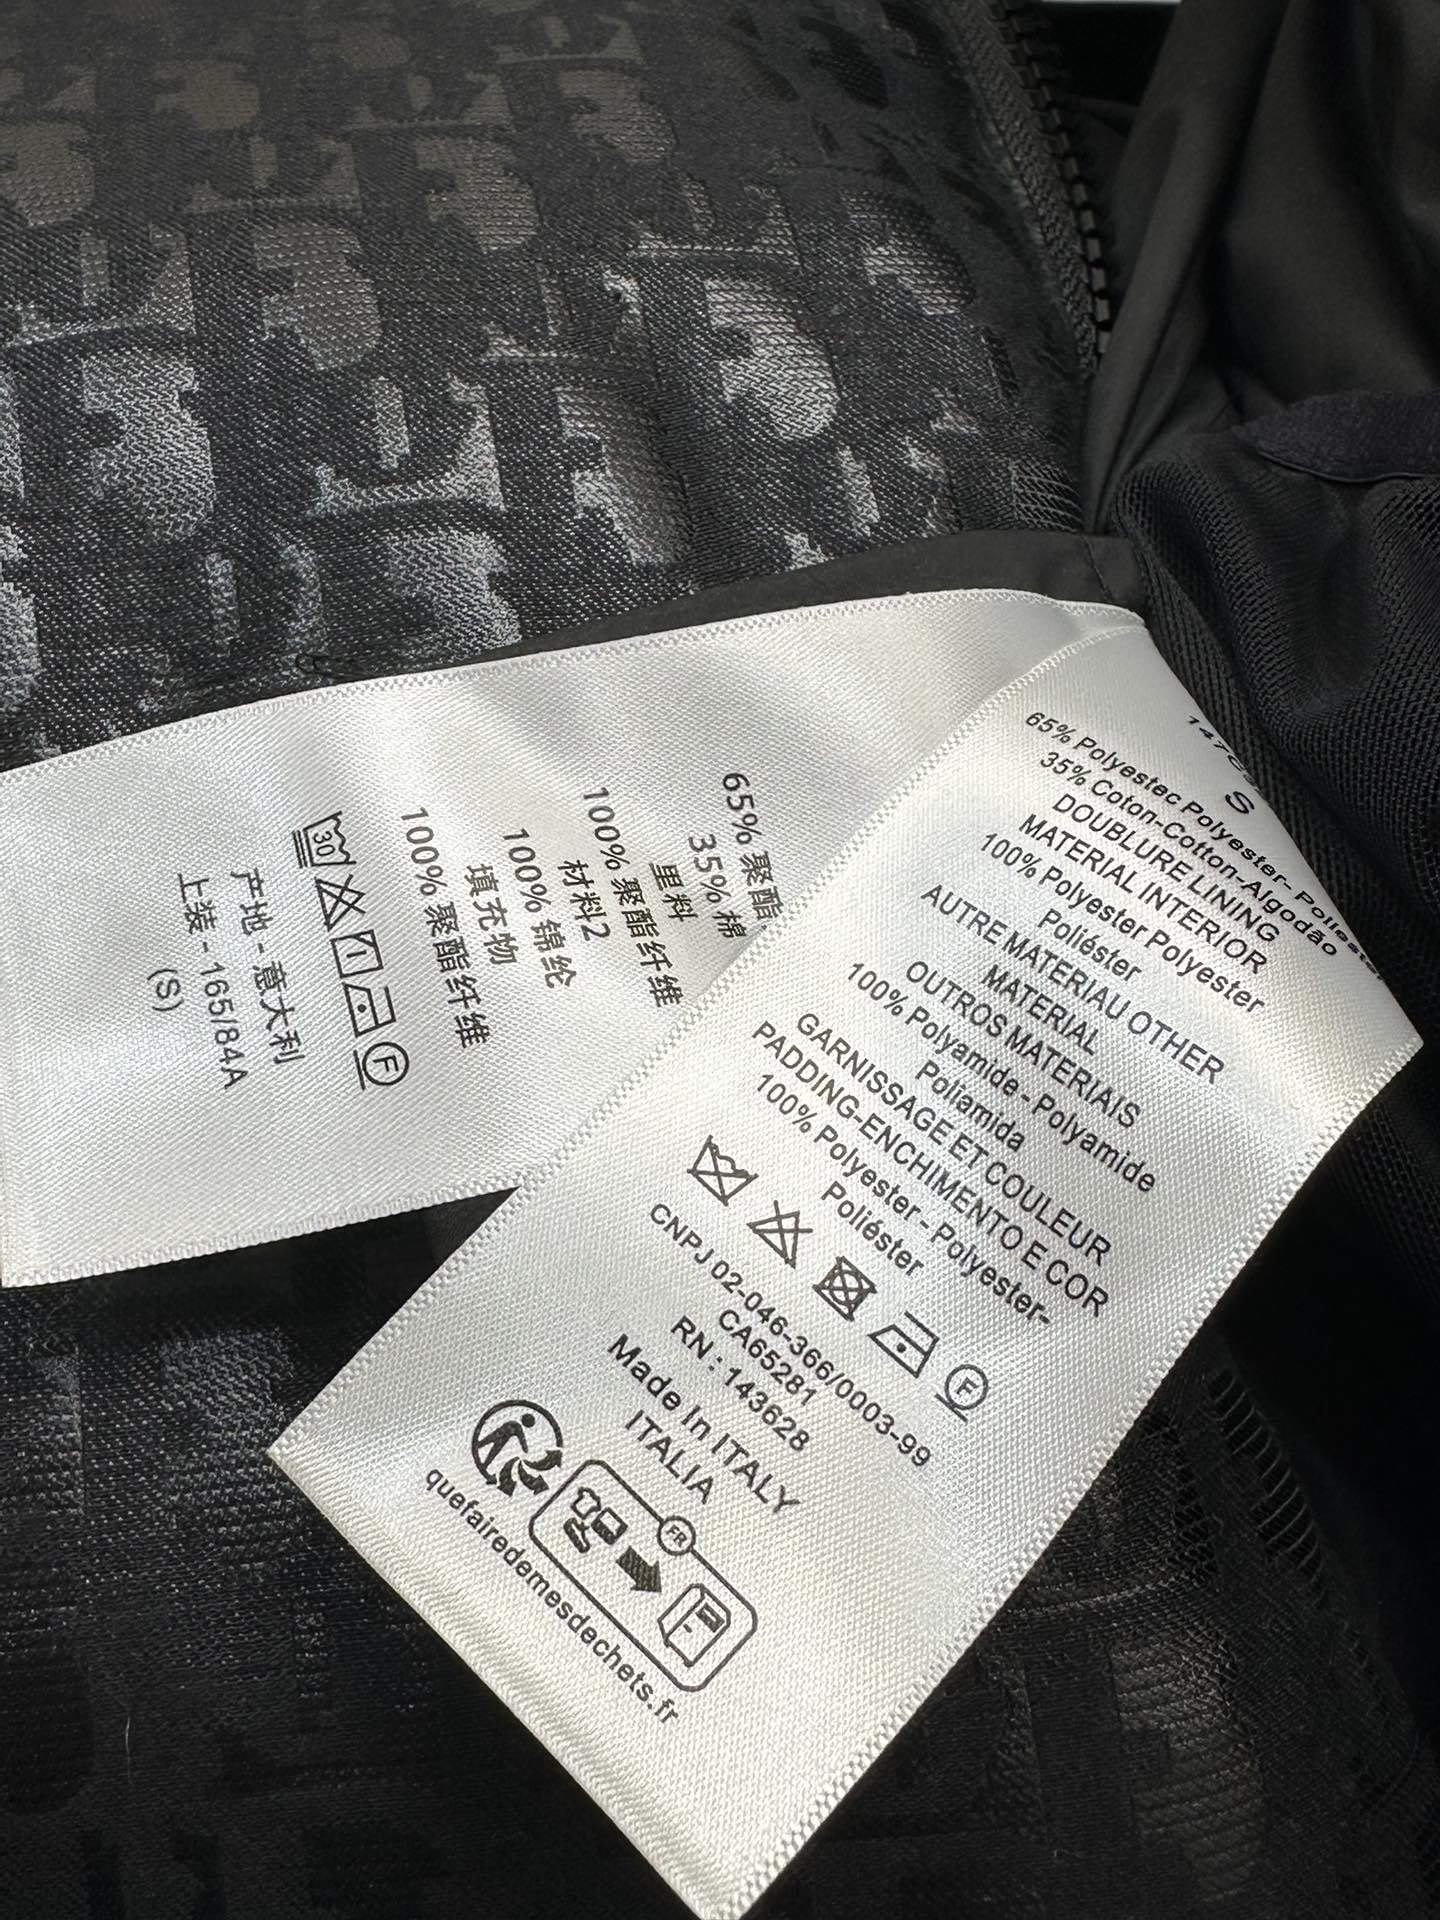 65% 聚酯
35% 棉
里料
100% 聚酯纤维
材料2
100% 锦纶
填充物
100% 聚酯纤维
30
F
产地 - 意大利
上装 - 165/84A
(S)
S
65% Polyestec Polyester- Poliester
35% Coton-Cotton-Algodão
DOUBLURE LINING
MATERIAL INTERIOR
100% Polyester Polyester
Poliéster
AUTRE MATERIAU OTHER
MATERIAL
OUTROS MATERIAIS
100% Polyamide - Polyamide
Poliamida
GARNISSAGE ET COULEUR
PADDING-ENCHIMENTO E COR
100% Polyester - Polyester-
Poliéster
F
CNPJ 02-046-366/0003-99
CA65281
RN : 143628
Made In ITALY
ITALIA
FR
quefairedemesdechets.fr